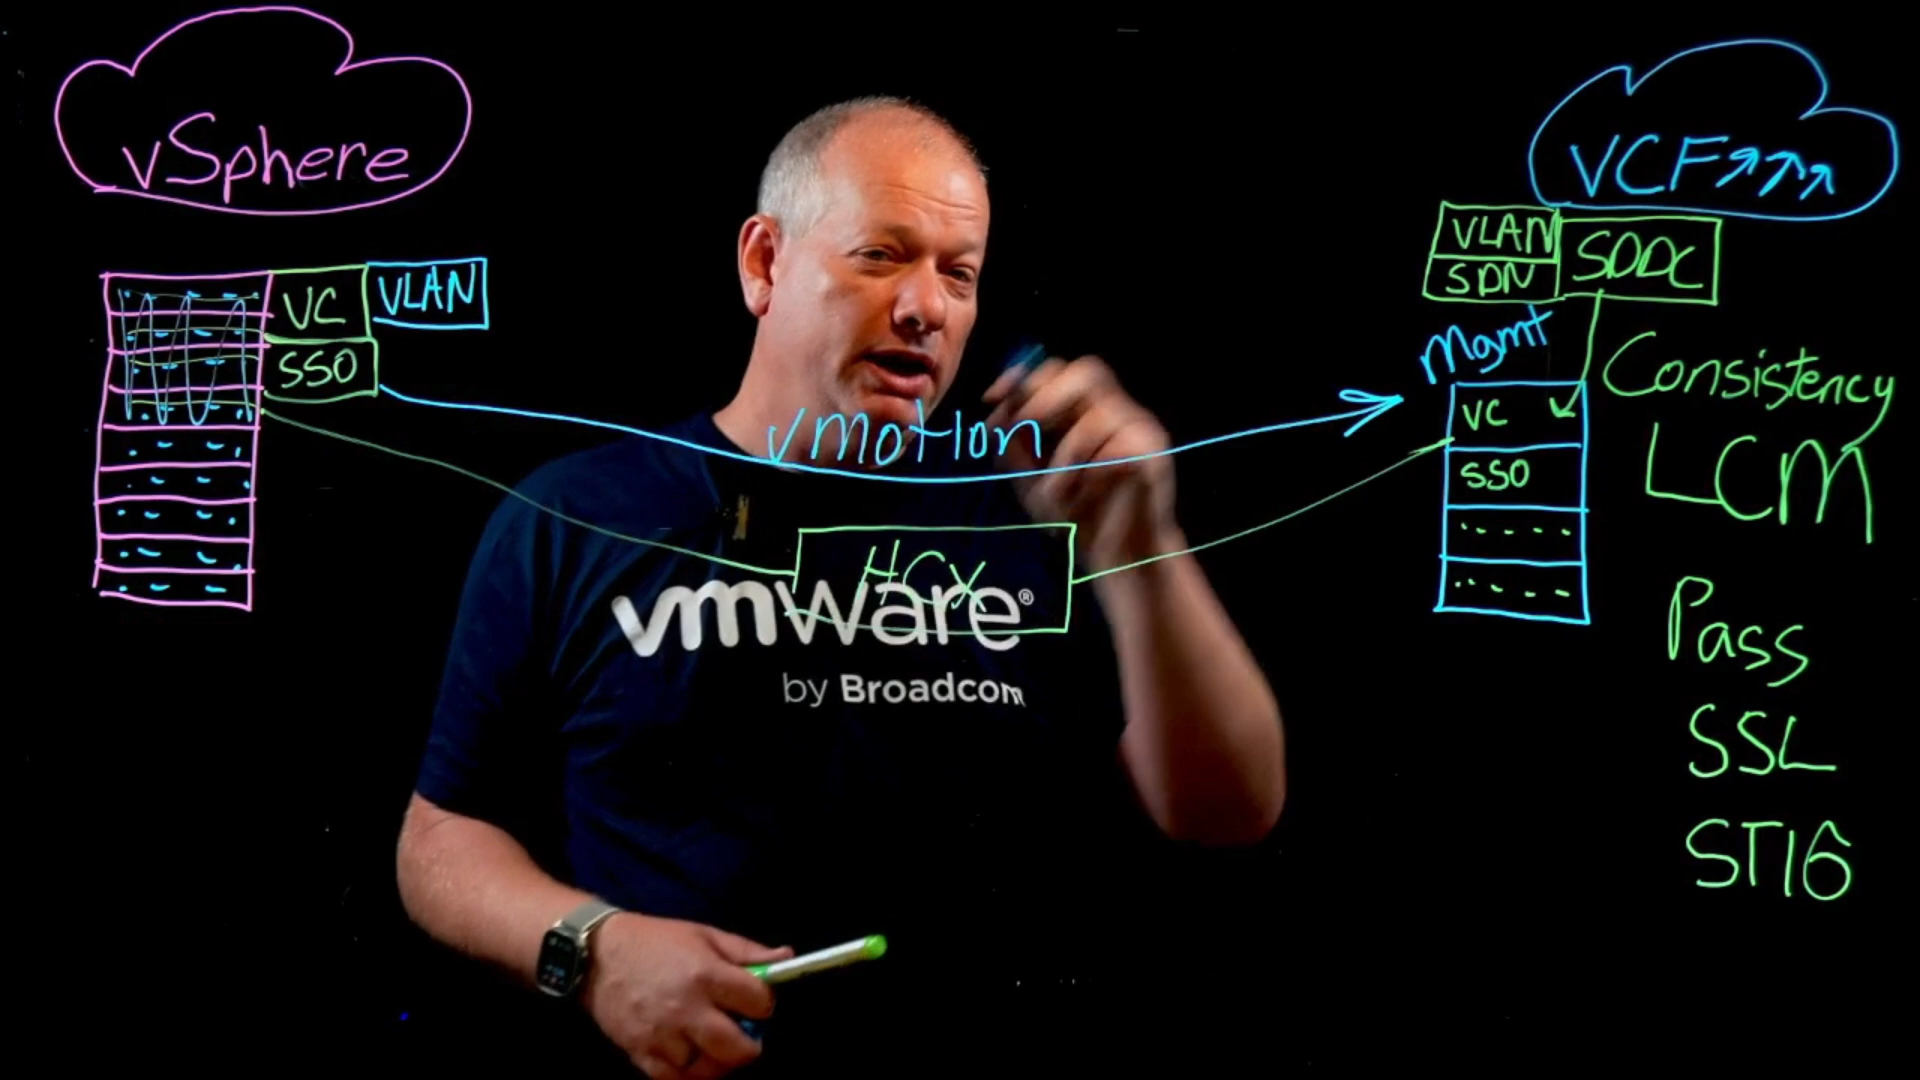 vSphere
VCF
VLAN
SDN
SDDC
VC
VLAN
SSO
Mgmt
VC
SSO
Consistency
LCM
vmotion
HCX
vmware®
by Broadcom
Pass
SSL
STIG